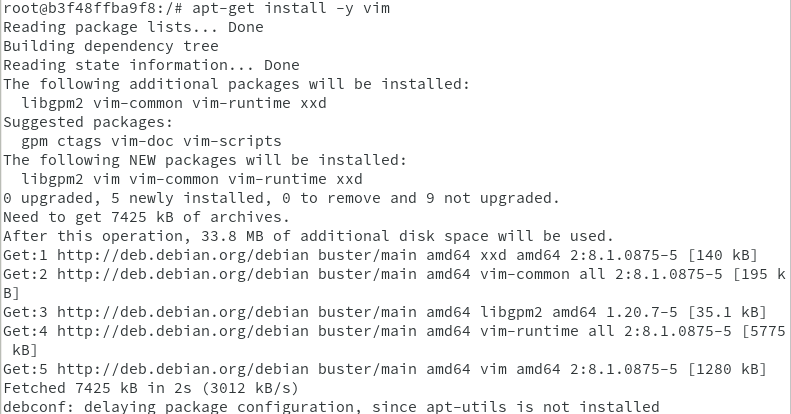 root@b3f48ffba9f8:/# apt-get install -y vim
Reading package lists... Done
Building dependency tree
Reading state information... Done
The following additional packages will be installed:
  libgpm2 vim-common vim-runtime xxd
Suggested packages:
  gpm ctags vim-doc vim-scripts
The following NEW packages will be installed:
  libgpm2 vim vim-common vim-runtime xxd
0 upgraded, 5 newly installed, 0 to remove and 9 not upgraded.
Need to get 7425 kB of archives.
After this operation, 33.8 MB of additional disk space will be used.
Get:1 http://deb.debian.org/debian buster/main amd64 xxd amd64 2:8.1.0875-5 [140 kB]
Get:2 http://deb.debian.org/debian buster/main amd64 vim-common all 2:8.1.0875-5 [195 k
B]
Get:3 http://deb.debian.org/debian buster/main amd64 libgpm2 amd64 1.20.7-5 [35.1 kB]
Get:4 http://deb.debian.org/debian buster/main amd64 vim-runtime all 2:8.1.0875-5 [5775
 kB]
Get:5 http://deb.debian.org/debian buster/main amd64 vim amd64 2:8.1.0875-5 [1280 kB]
Fetched 7425 kB in 2s (3012 kB/s)
debconf: delaying package configuration, since apt-utils is not installed